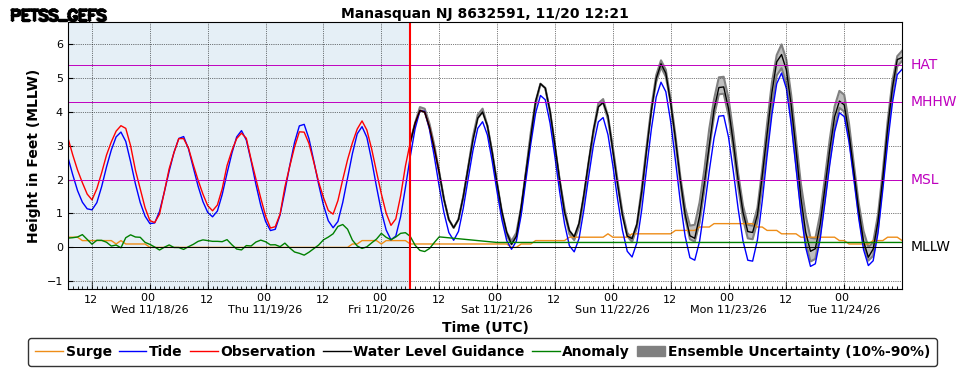 PETSS_GEFS
Manasquan NJ 8632591, 11/20 12:21
Height in Feet (MLLW)
6
5
4
3
2
1
0
−1
HAT
MHHW
MSL
MLLW
12 00 12 00 12 00 12 00 12 00 12 00 12 00
Wed 11/18/26 Thu 11/19/26 Fri 11/20/26 Sat 11/21/26 Sun 11/22/26 Mon 11/23/26 Tue 11/24/26
Time (UTC)
Surge Tide Observation Water Level Guidance Anomaly Ensemble Uncertainty (10%-90%)